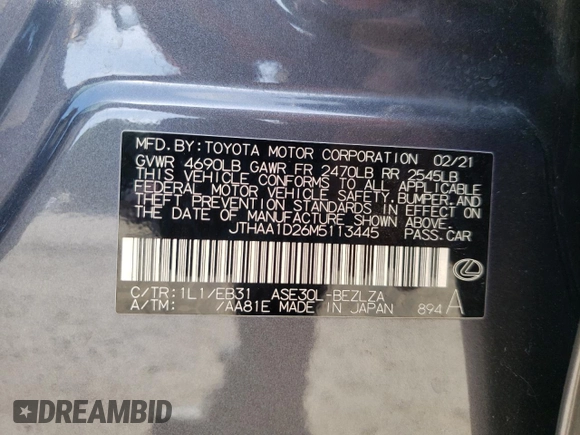 MFD. BY: TOYOTA MOTOR CORPORATION 02/21
GVWR 4690LB GAWR FR 2470LB RR 2545LB
THIS VEHICLE CONFORMS TO ALL APPLICABLE
FEDERAL MOTOR VEHICLE SAFETY, BUMPER, AND
THEFT PREVENTION STANDARDS IN EFFECT ON
THE DATE OF MANUFACTURE SHOWN ABOVE.
JTHAA1D26M5113445 PASS. CAR
C/TR: 1L1/EB31 ASE30L-BEZLZA
A/TM: /AA81E MADE IN JAPAN 894 A
DREAMBID